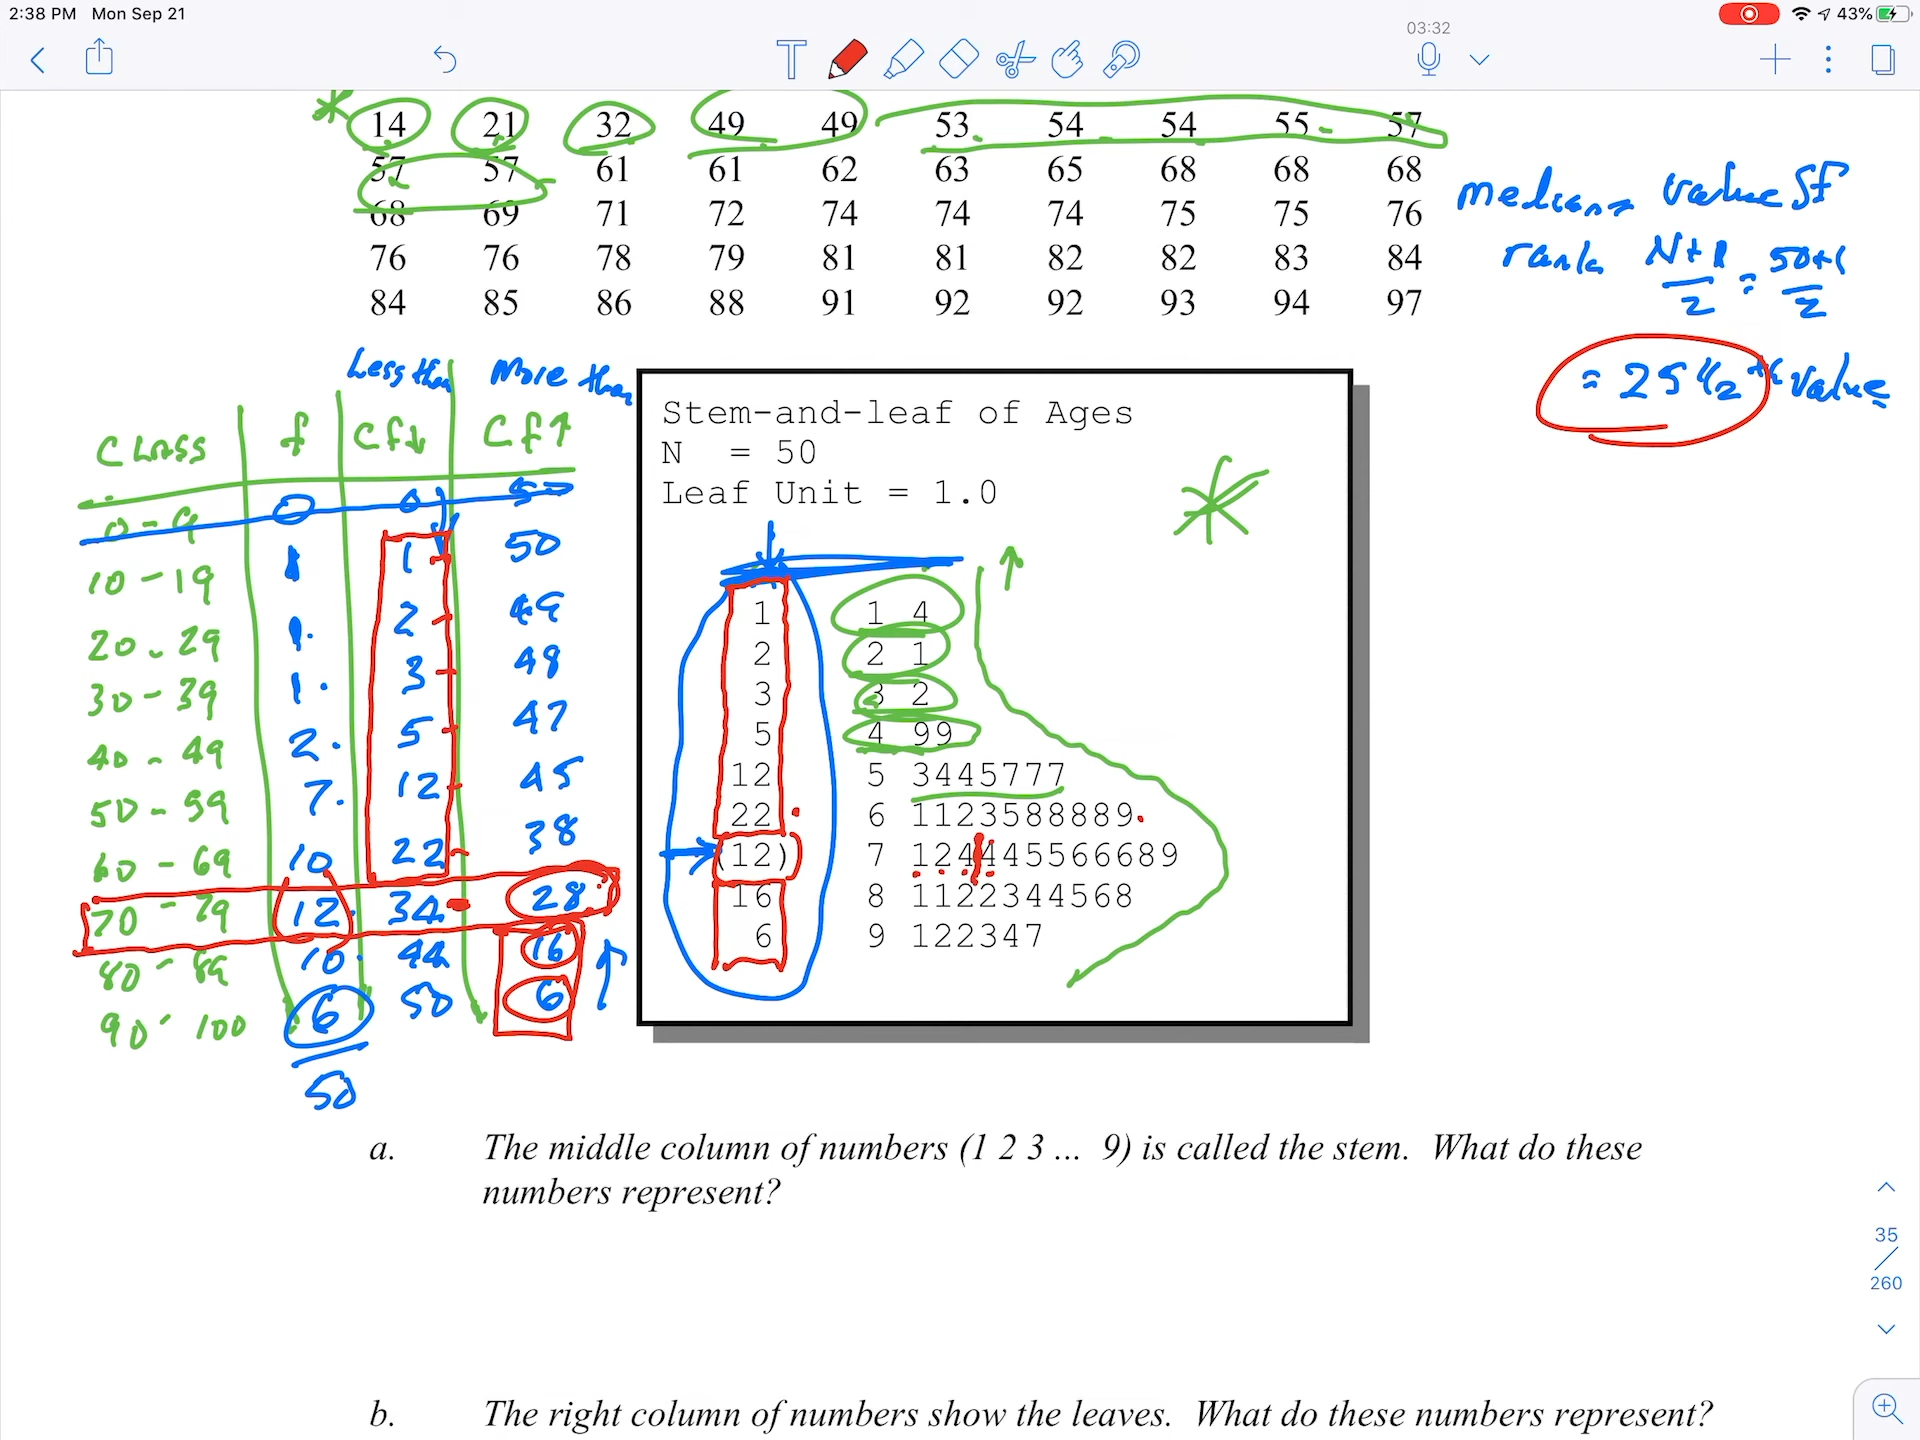 2:38 PM Mon Sep 21
43%
03:32
T
14 21 32 49 49 53 54 54 55 57
57 57 61 61 62 63 65 68 68 68
68 69 71 72 74 74 74 75 75 76
76 76 78 79 81 81 82 82 83 84
84 85 86 88 91 92 92 93 94 97
median = value of
rank N+1/2 = 50+1/2
= 25 1/2 th value
Less than More than
CLASS f Cf↓ Cf↑
0-9 0 0 50
10-19 1 1 50
20-29 1 2 49
30-39 1 3 48
40-49 2 5 47
50-59 7 12 45
60-69 10 22 38
70-79 12 34 28
80-89 10 44 16
90-100 6 50 6
50
Stem-and-leaf of Ages
N = 50
Leaf Unit = 1.0
1 1 4
2 2 1
3 3 2
5 4 99
12 5 3445777
22 6 1123588889
(12) 7 124445566689
16 8 1122344568
6 9 122347
a. The middle column of numbers (1 2 3 ... 9) is called the stem. What do these
numbers represent?
35
/
260
b. The right column of numbers show the leaves. What do these numbers represent?